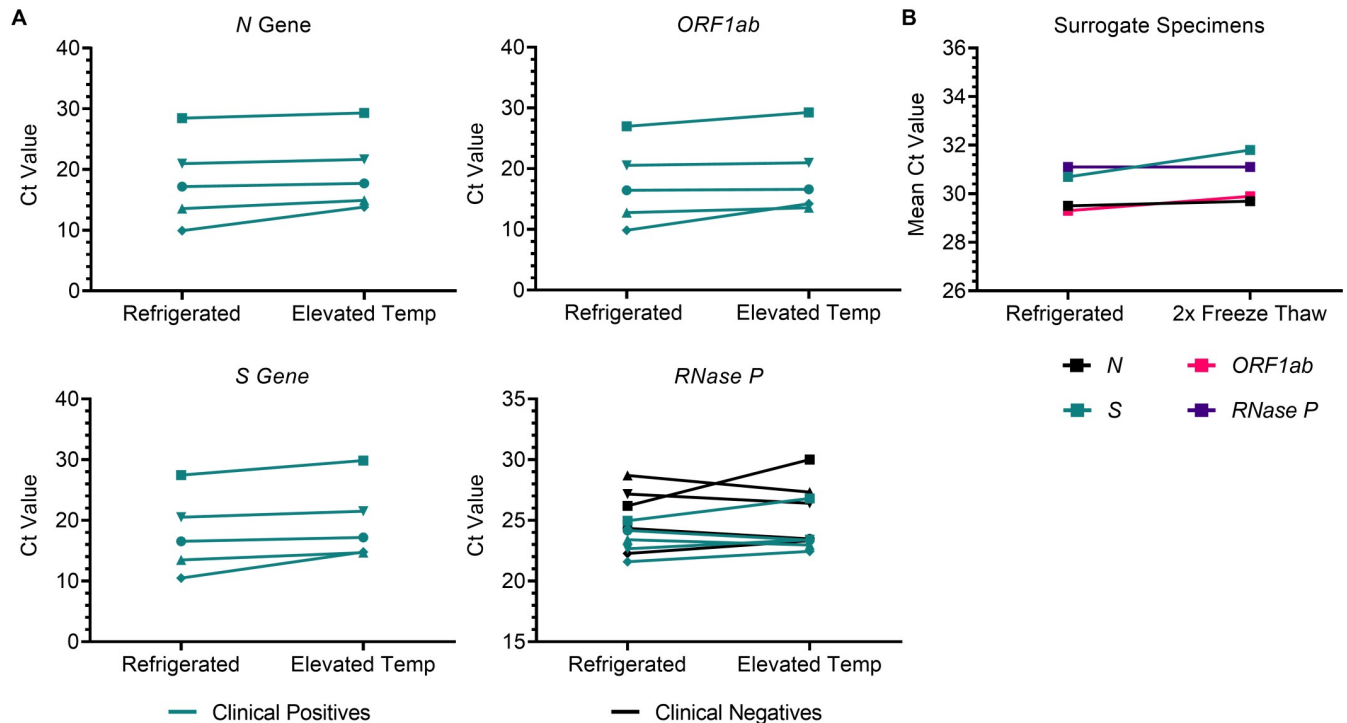 A
N Gene
40
30
20
10
0
Ct Value
Refrigerated
Elevated Temp
ORF1ab
40
30
20
10
0
Ct Value
Refrigerated
Elevated Temp
B
Surrogate Specimens
36
34
32
30
28
26
Mean Ct Value
Refrigerated
2x Freeze Thaw
N
ORF1ab
S
RNase P
S Gene
40
30
20
10
0
Ct Value
Refrigerated
Elevated Temp
RNase P
35
30
25
20
15
Ct Value
Refrigerated
Elevated Temp
Clinical Positives
Clinical Negatives